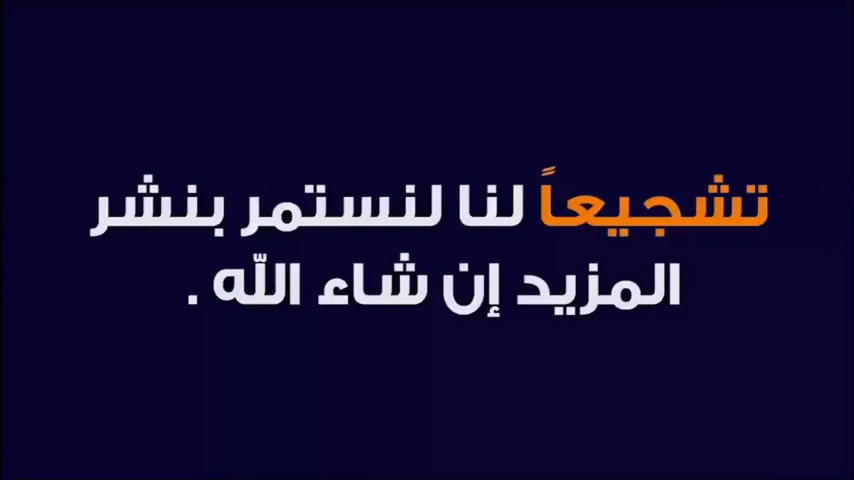 تشجيعاً لنا لنستمر بنشر
المزيد إن شاء الله .